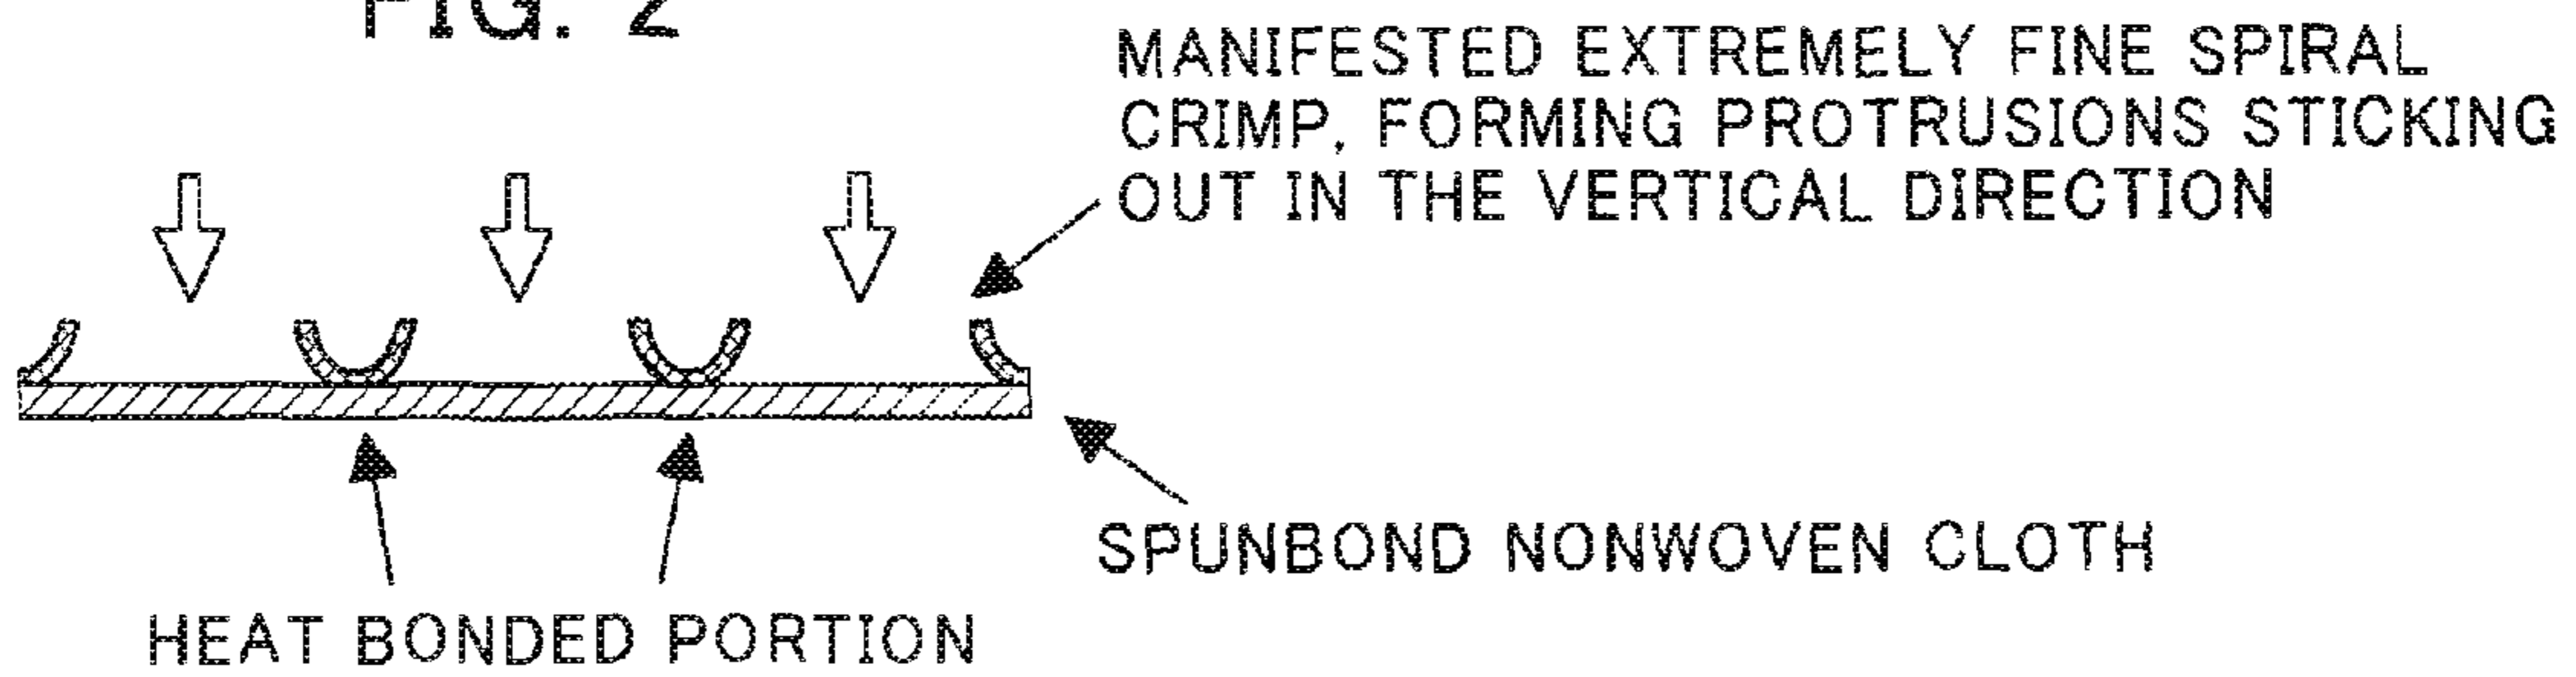 FIG. 2
MANIFESTED EXTREMELY FINE SPIRAL
CRIMP, FORMING PROTRUSIONS STICKING
OUT IN THE VERTICAL DIRECTION
SPUNBOND NONWOVEN CLOTH
HEAT BONDED PORTION